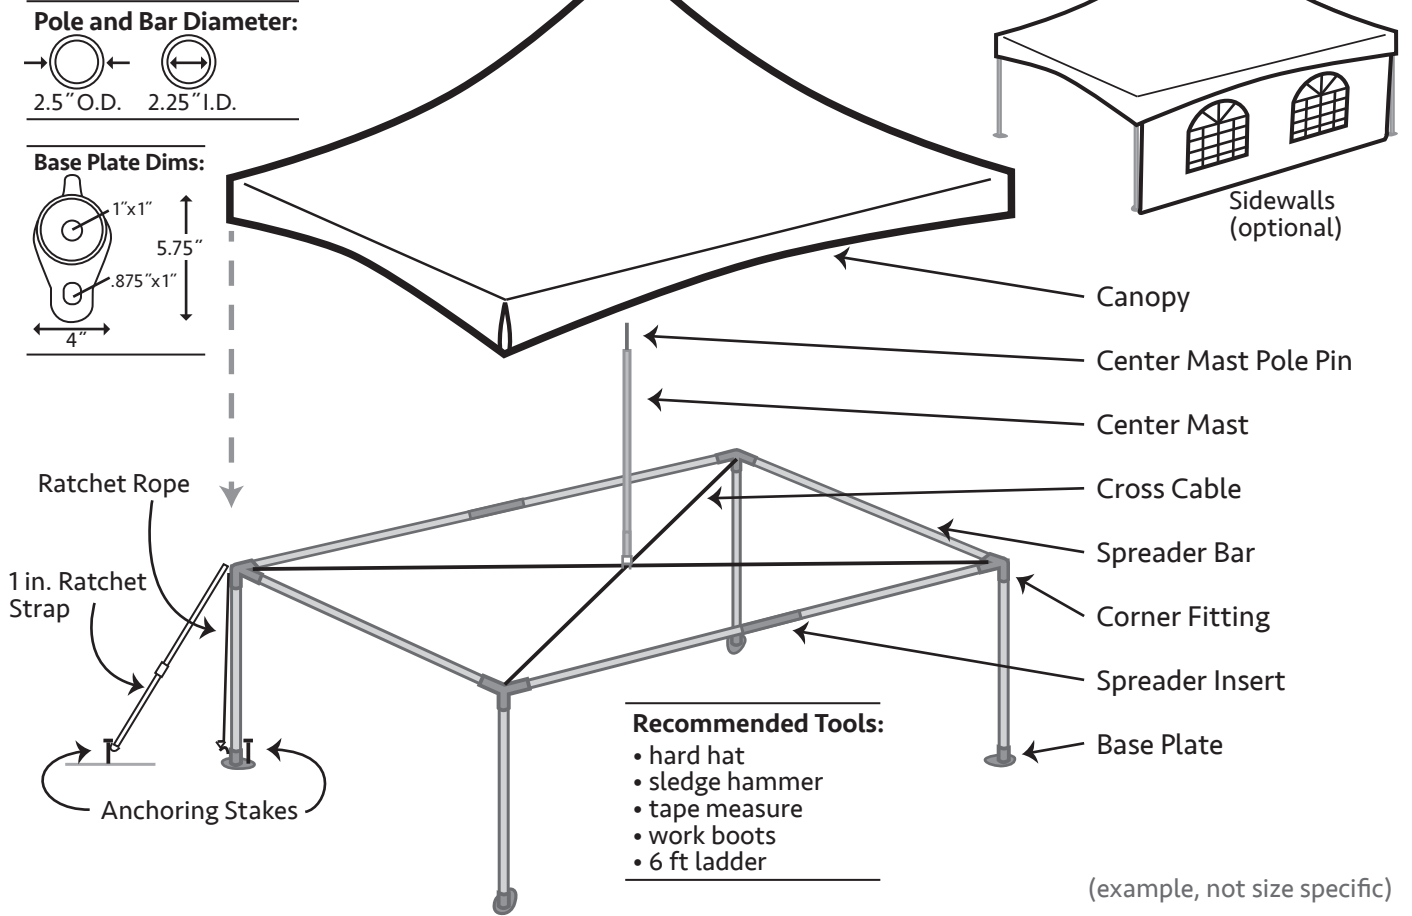 Pole and Bar Diameter:
2.5″O.D. 2.25″I.D.
Base Plate Dims:
1″x1″
5.75″
.875″x1″
4″
Sidewalls
(optional)
Canopy
Center Mast Pole Pin
Center Mast
Cross Cable
Spreader Bar
Corner Fitting
Spreader Insert
Base Plate
Ratchet Rope
1 in. Ratchet
Strap
Anchoring Stakes
Recommended Tools:
• hard hat
• sledge hammer
• tape measure
• work boots
• 6 ft ladder
(example, not size specific)